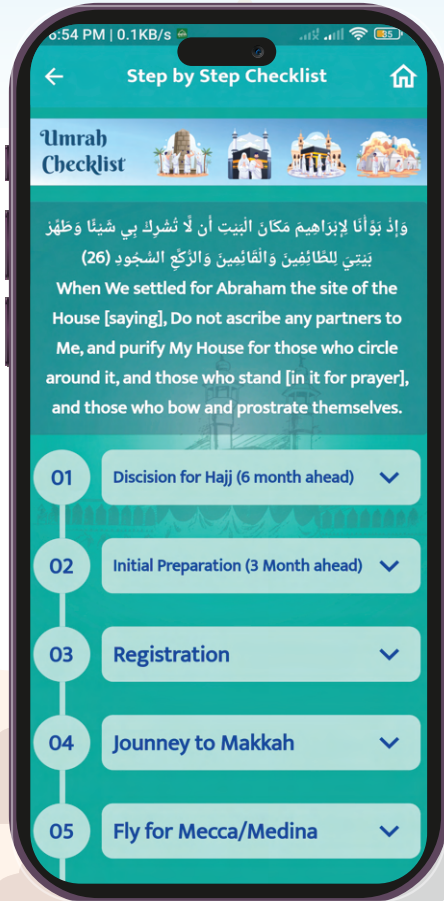 6:54 PM | 0.1KB/s
85
Step by Step Checklist
Umrah
Checklist
وَإِذْ بَوَّأْنَا لِإِبْرَاهِيمَ مَكَانَ الْبَيْتِ أَن لَّا تُشْرِكْ بِي شَيْئًا وَطَهِّرْ
بَيْتِيَ لِلطَّائِفِينَ وَالْقَائِمِينَ وَالرُّكَّعِ السُّجُودِ (26)
When We settled for Abraham the site of the
House [saying], Do not ascribe any partners to
Me, and purify My House for those who circle
around it, and those who stand [in it for prayer],
and those who bow and prostrate themselves.
01 Discision for Hajj (6 month ahead)
02 Initial Preparation (3 Month ahead)
03 Registration
04 Jounney to Makkah
05 Fly for Mecca/Medina